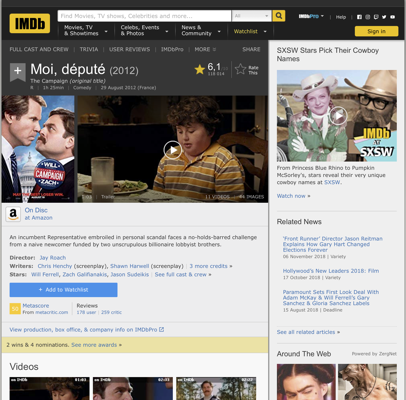 IMDb
Find Movies, TV shows, Celebrities and more...
All
Movies, TV
& Showtimes
Celebs, Events
& Photos
News &
Community
Watchlist
IMDbPro
Help
Sign in
FULL CAST AND CREW | TRIVIA | USER REVIEWS | IMDbPro | MORE
SHARE
Moi, député (2012)
The Campaign (original title)
R | 1h 25min | Comedy | 29 August 2012 (France)
6,1
Rate
This
WILL
CAMPAIGN
ZACH
11 VIDEOS
IMAGES
On Disc
at Amazon
An incumbent Representative embroiled in personal scandal faces a no-holds-barred challenge
from a naive newcomer funded by two unscrupulous billionaire lobbyist brothers.
Director: Jay Roach
Writers: Chris Henchy (screenplay), Shawn Harwell (screenplay) | 3 more credits »
Stars: Will Ferrell, Zach Galifianakis, Jason Sudeikis | See full cast & crew »
+ Add to Watchlist
Metascore
From metacritic.com
Reviews
178 user | 259 critic
View production, box office, & company info on IMDbPro
2 wins & 4 nominations. See more awards »
Videos
SXSW Stars Pick Their Cowboy
Names
IMDb
AT
SXSW
From Princess Blue Rhino to Pumpkin
McSorley's, stars reveal their very unique
cowboy names at SXSW.
Watch now »
Related News
'Front Runner' Director Jason Reitman
Explains How Gary Hart Changed
Elections Forever
06 November 2018 | Variety
Hollywood's New Leaders 2018: Film
17 October 2018 | Variety
Paramount Sets First Look Deal With
Adam McKay & Will Ferrell's Gary
Sanchez & Gloria Sanchez Labels
15 August 2018 | Deadline
See all related articles »
Around The Web
Powered by ZergNet